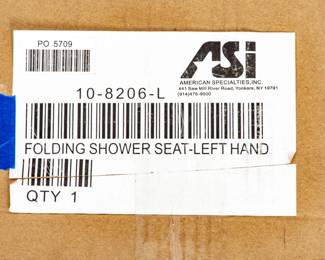 PO 5709
ASi
AMERICAN SPECIALTIES, INC.
441 Saw Mill River Road, Yonkers, NY 10701
(914)476-9000
10-8206-L
FOLDING SHOWER SEAT-LEFT HAND
QTY 1